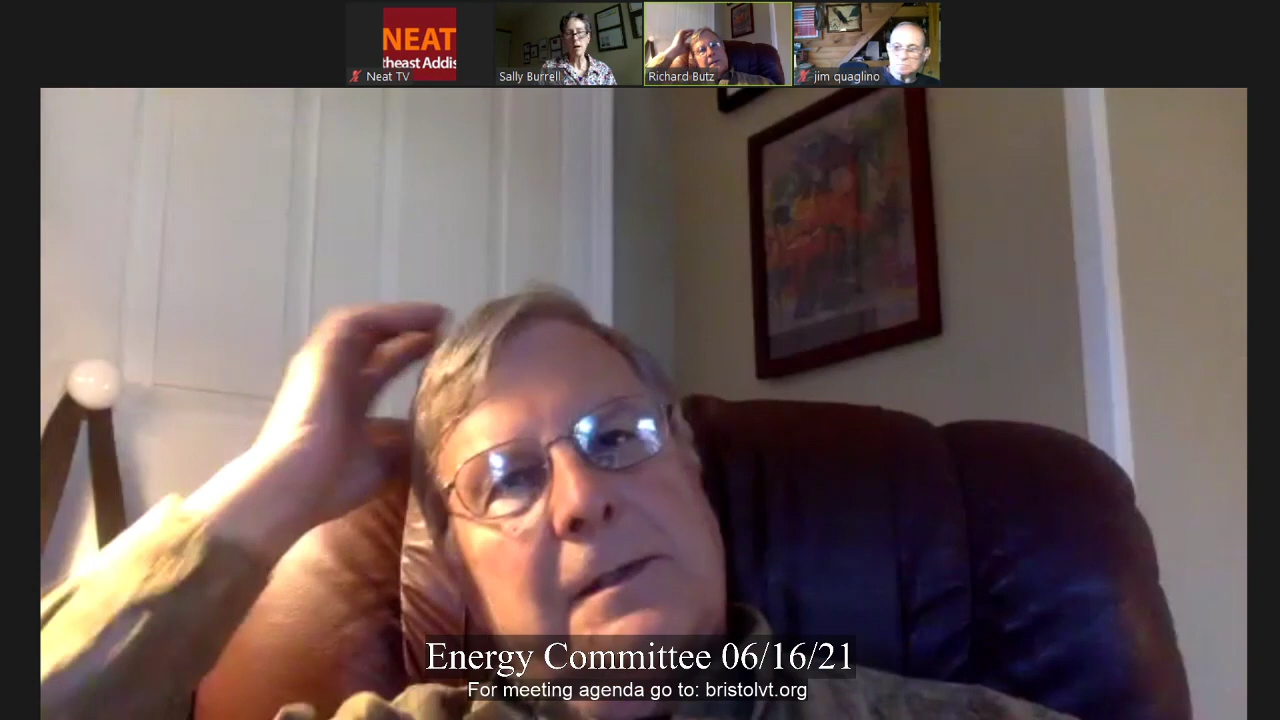 NEAT
theast Addis
Neat TV
Sally Burrell
Richard Butz
jim quaglino
Energy Committee 06/16/21
For meeting agenda go to: bristolvt.org